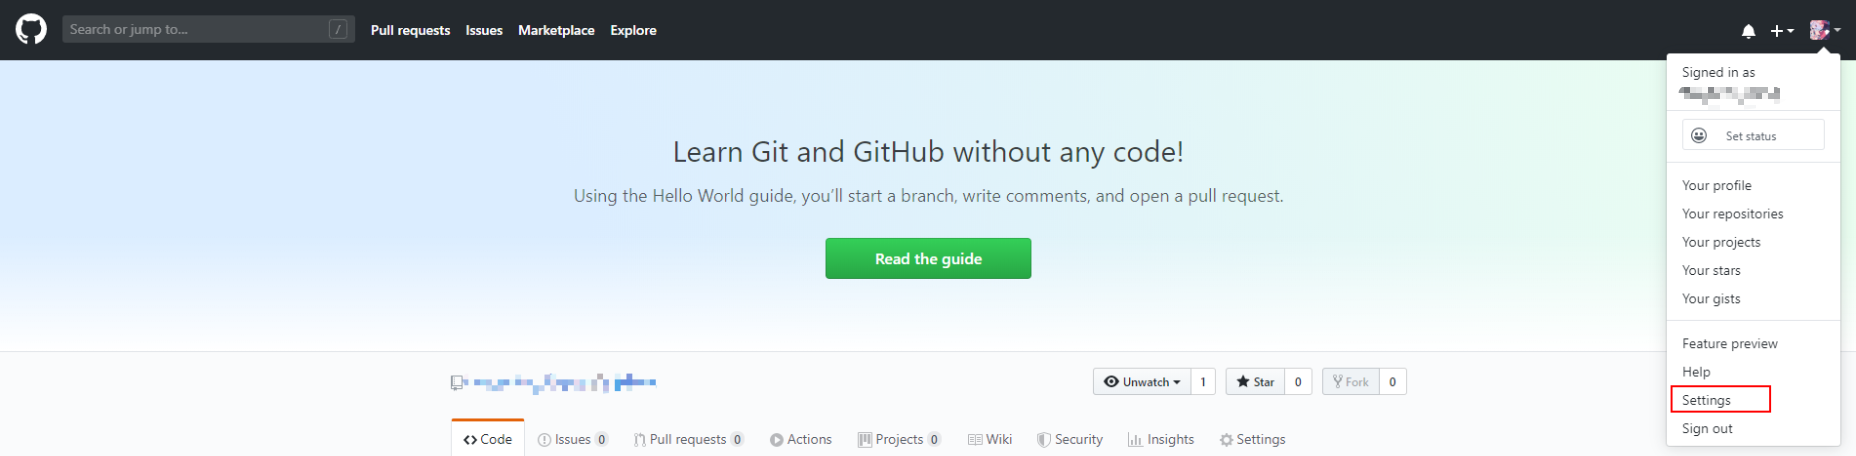 Search or jump to... /
Pull requests Issues Marketplace Explore
Signed in as
Set status
Your profile
Your repositories
Your projects
Your stars
Your gists
Feature preview
Help
Settings
Sign out
Learn Git and GitHub without any code!
Using the Hello World guide, you’ll start a branch, write comments, and open a pull request.
Read the guide
Unwatch 1 Star 0 Fork 0
Code Issues 0 Pull requests 0 Actions Projects 0 Wiki Security Insights Settings